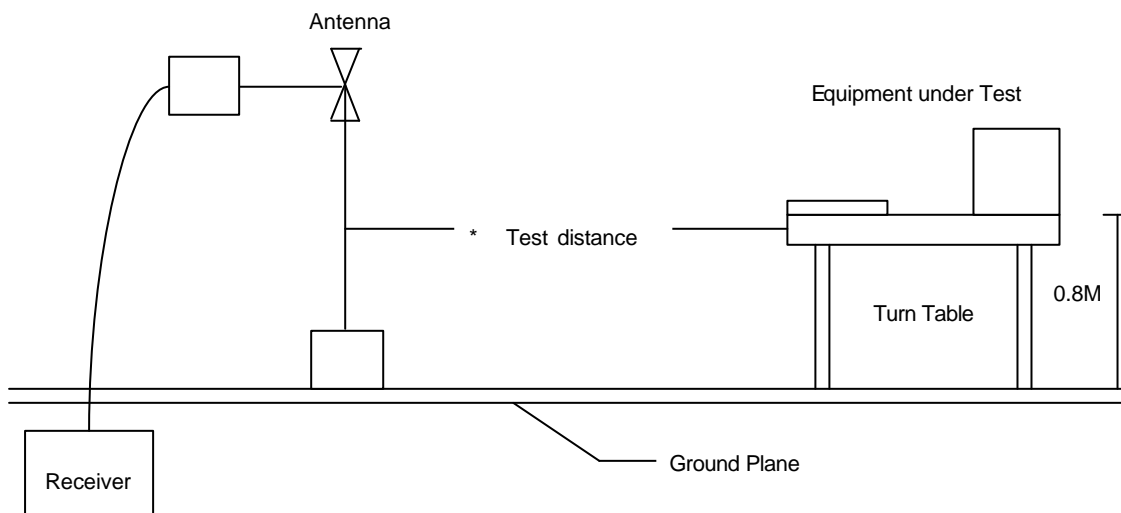 Antenna
Equipment under Test
* Test distance
0.8M
Turn Table
Ground Plane
Receiver